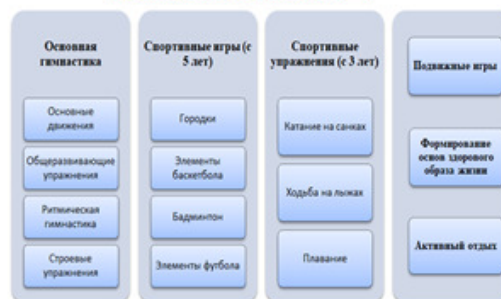 Основная
гимнастика
Основные
движения
Общеразвивающие
упражнения
Ритмическая
гимнастика
Строевые
упражнения
Спортивные игры (с
5 лет)
Городки
Элементы
баскетбола
Бадминтон
Элементы футбола
Спортивные
упражнения (с 3 лет)
Катание на санках
Ходьба на лыжах
Плавание
Подвижные игры
Формирование
основ здорового
образа жизни
Активный отдых